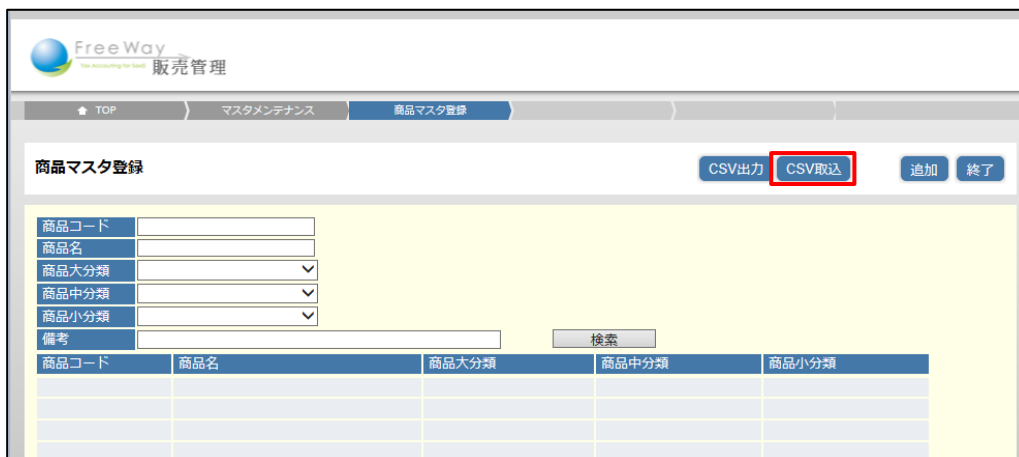 FreeWay
Tax Accounting for SaaS
販売管理
TOP
マスタメンテナンス
商品マスタ登録
商品マスタ登録
CSV出力 CSV取込 追加 終了
商品コード
商品名
商品大分類
商品中分類
商品小分類
備考 検索
商品コード 商品名 商品大分類 商品中分類 商品小分類